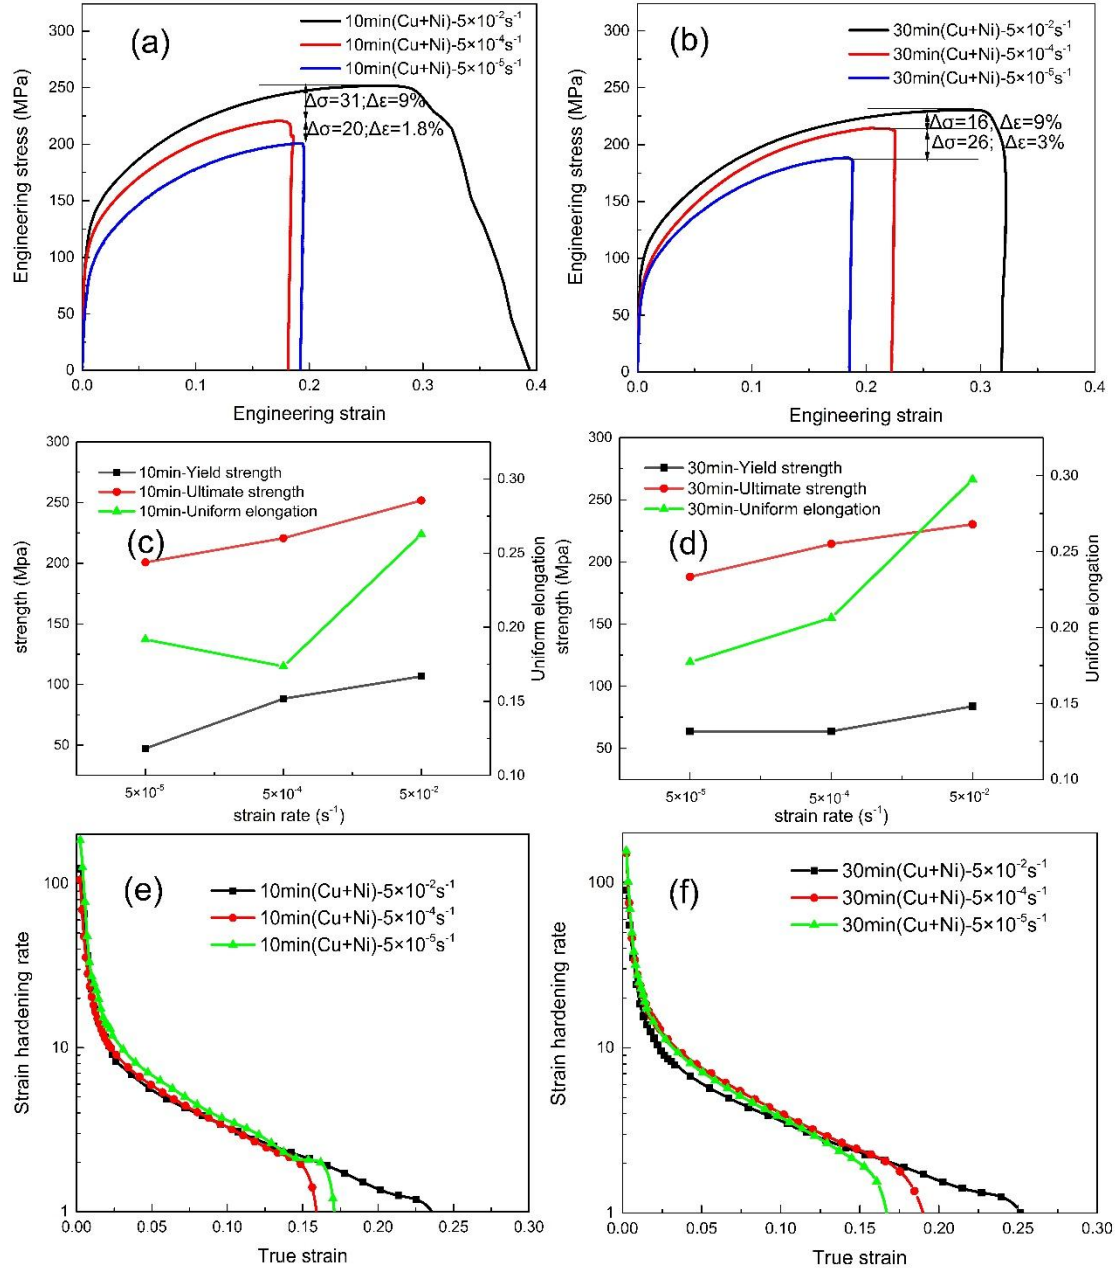 (a)
10min(Cu+Ni)-5×10⁻²s⁻¹
10min(Cu+Ni)-5×10⁻⁴s⁻¹
10min(Cu+Ni)-5×10⁻⁵s⁻¹
Δσ=31;Δε=9%
Δσ=20;Δε=1.8%
Engineering stress (MPa)
300
250
200
150
100
50
0
0.0 0.1 0.2 0.3 0.4
Engineering strain
(b)
30min(Cu+Ni)-5×10⁻²s⁻¹
30min(Cu+Ni)-5×10⁻⁴s⁻¹
30min(Cu+Ni)-5×10⁻⁵s⁻¹
Δσ=16; Δε=9%
Δσ=26; Δε=3%
Engineering stress (MPa)
300
250
200
150
100
50
0
0.0 0.1 0.2 0.3 0.4
Engineering strain
(c)
10min-Yield strength
10min-Ultimate strength
10min-Uniform elongation
strength (Mpa)
300
250
200
150
100
50
Uniform elongation
0.30
0.25
0.20
0.15
0.10
5×10⁻⁵ 5×10⁻⁴ 5×10⁻²
strain rate (s⁻¹)
(d)
30min-Yield strength
30min-Ultimate strength
30min-Uniform elongation
strength (Mpa)
300
250
200
150
100
50
Uniform elongation
0.30
0.25
0.20
0.15
0.10
5×10⁻⁵ 5×10⁻⁴ 5×10⁻²
strain rate (s⁻¹)
(e)
10min(Cu+Ni)-5×10⁻²s⁻¹
10min(Cu+Ni)-5×10⁻⁴s⁻¹
10min(Cu+Ni)-5×10⁻⁵s⁻¹
Strain hardening rate
100
10
1
0.00 0.05 0.10 0.15 0.20 0.25 0.30
True strain
(f)
30min(Cu+Ni)-5×10⁻²s⁻¹
30min(Cu+Ni)-5×10⁻⁴s⁻¹
30min(Cu+Ni)-5×10⁻⁵s⁻¹
Strain hardening rate
100
10
1
0.00 0.05 0.10 0.15 0.20 0.25 0.30
True strain